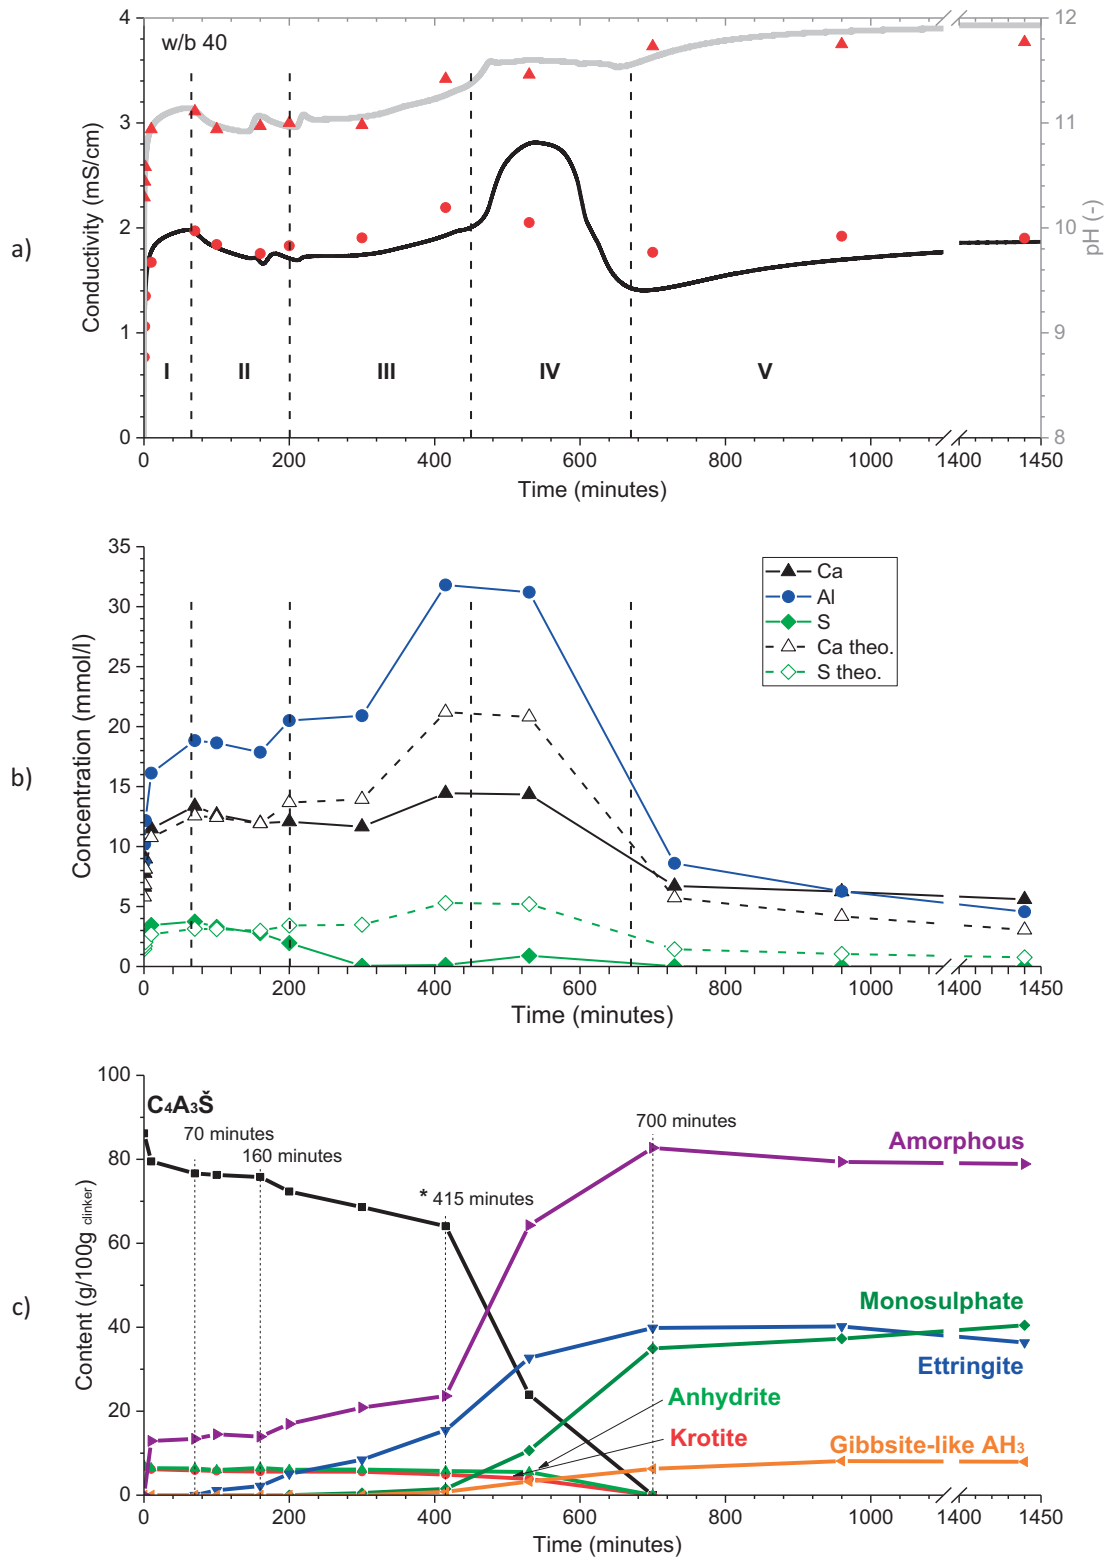 a)
w/b 40
Conductivity (mS/cm)
4
3
2
1
0
12
11
10
9
8
pH (-)
I II III IV V
0 200 400 600 800 1000 1400 1450
Time (minutes)
b)
Concentration (mmol/l)
35
30
25
20
15
10
5
0
Ca
Al
S
Ca theo.
S theo.
0 200 400 600 800 1000 1400 1450
Time (minutes)
c)
Content (g/100g clinker)
100
80
60
40
20
0
C₄A₃Š
70 minutes
160 minutes
* 415 minutes
700 minutes
Amorphous
Monosulphate
Ettringite
Anhydrite
Krotite
Gibbsite-like AH₃
0 200 400 600 800 1000 1400 1450
Time (minutes)